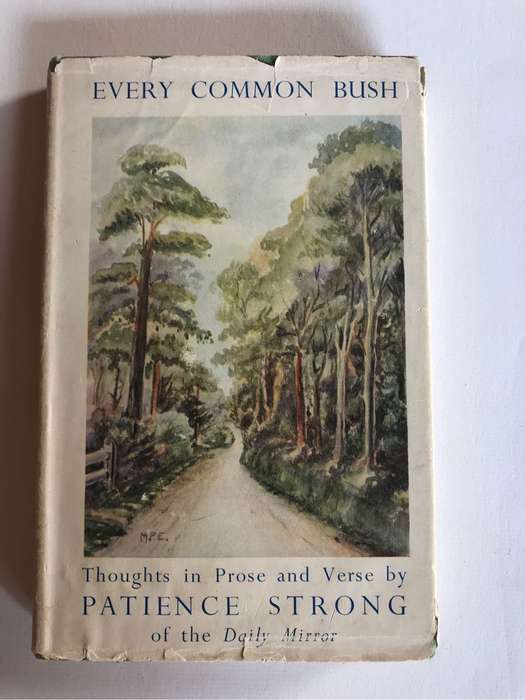 EVERY COMMON BUSH
M.P.E.
Thoughts in Prose and Verse by
PATIENCE STRONG
of the Daily Mirror